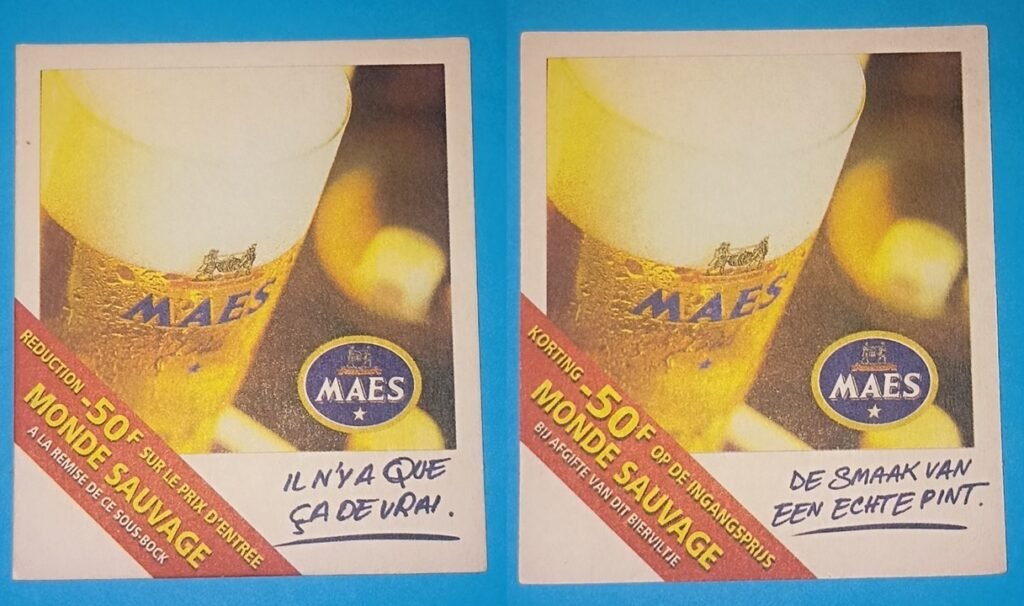 MAES
MAES
REDUCTION -50F SUR LE PRIX D'ENTREE
MONDE SAUVAGE
A LA REMISE DE CE SOUS-BOCK
IL N'Y A QUE
ÇA DE VRAI.
MAES
MAES
KORTING -50F OP DE INGANGSPRIJS
MONDE SAUVAGE
BIJ AFGIFTE VAN DIT BIERVILTJE
DE SMAAK VAN
EEN ECHTE PINT.